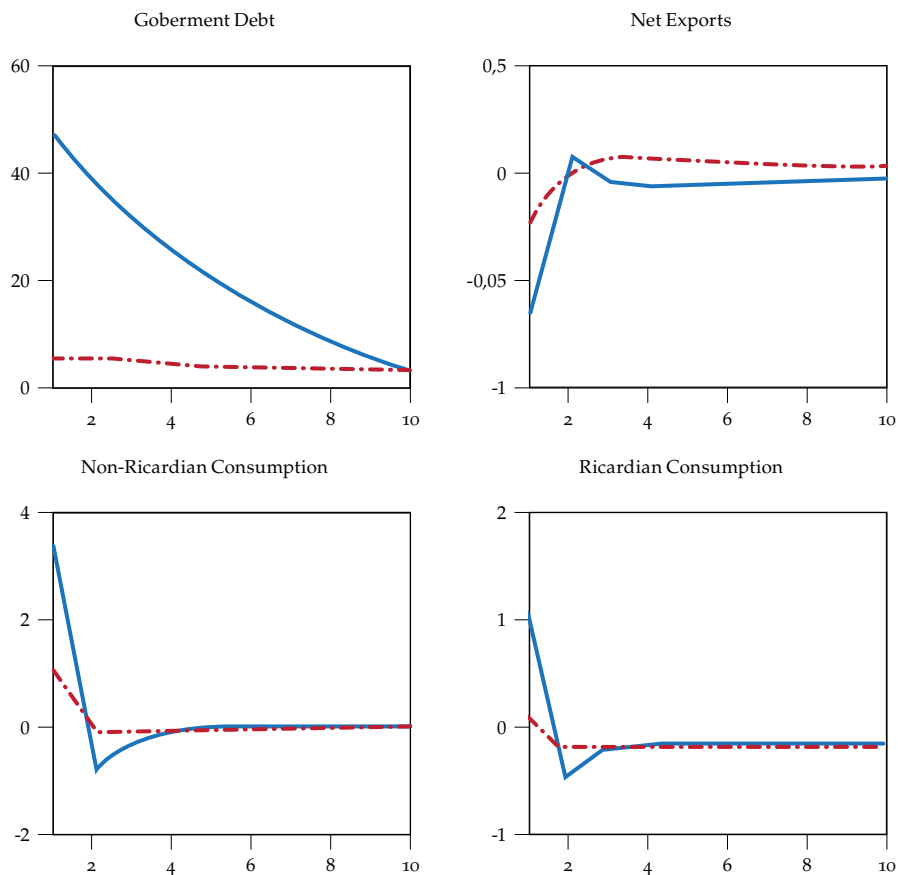 Goberment Debt
60
40
20
0
2 4 6 8 10
Net Exports
0,5
0
-0,05
-1
2 4 6 8 10
Non-Ricardian Consumption
4
2
0
-2
2 4 6 8 10
Ricardian Consumption
2
1
0
-1
2 4 6 8 10